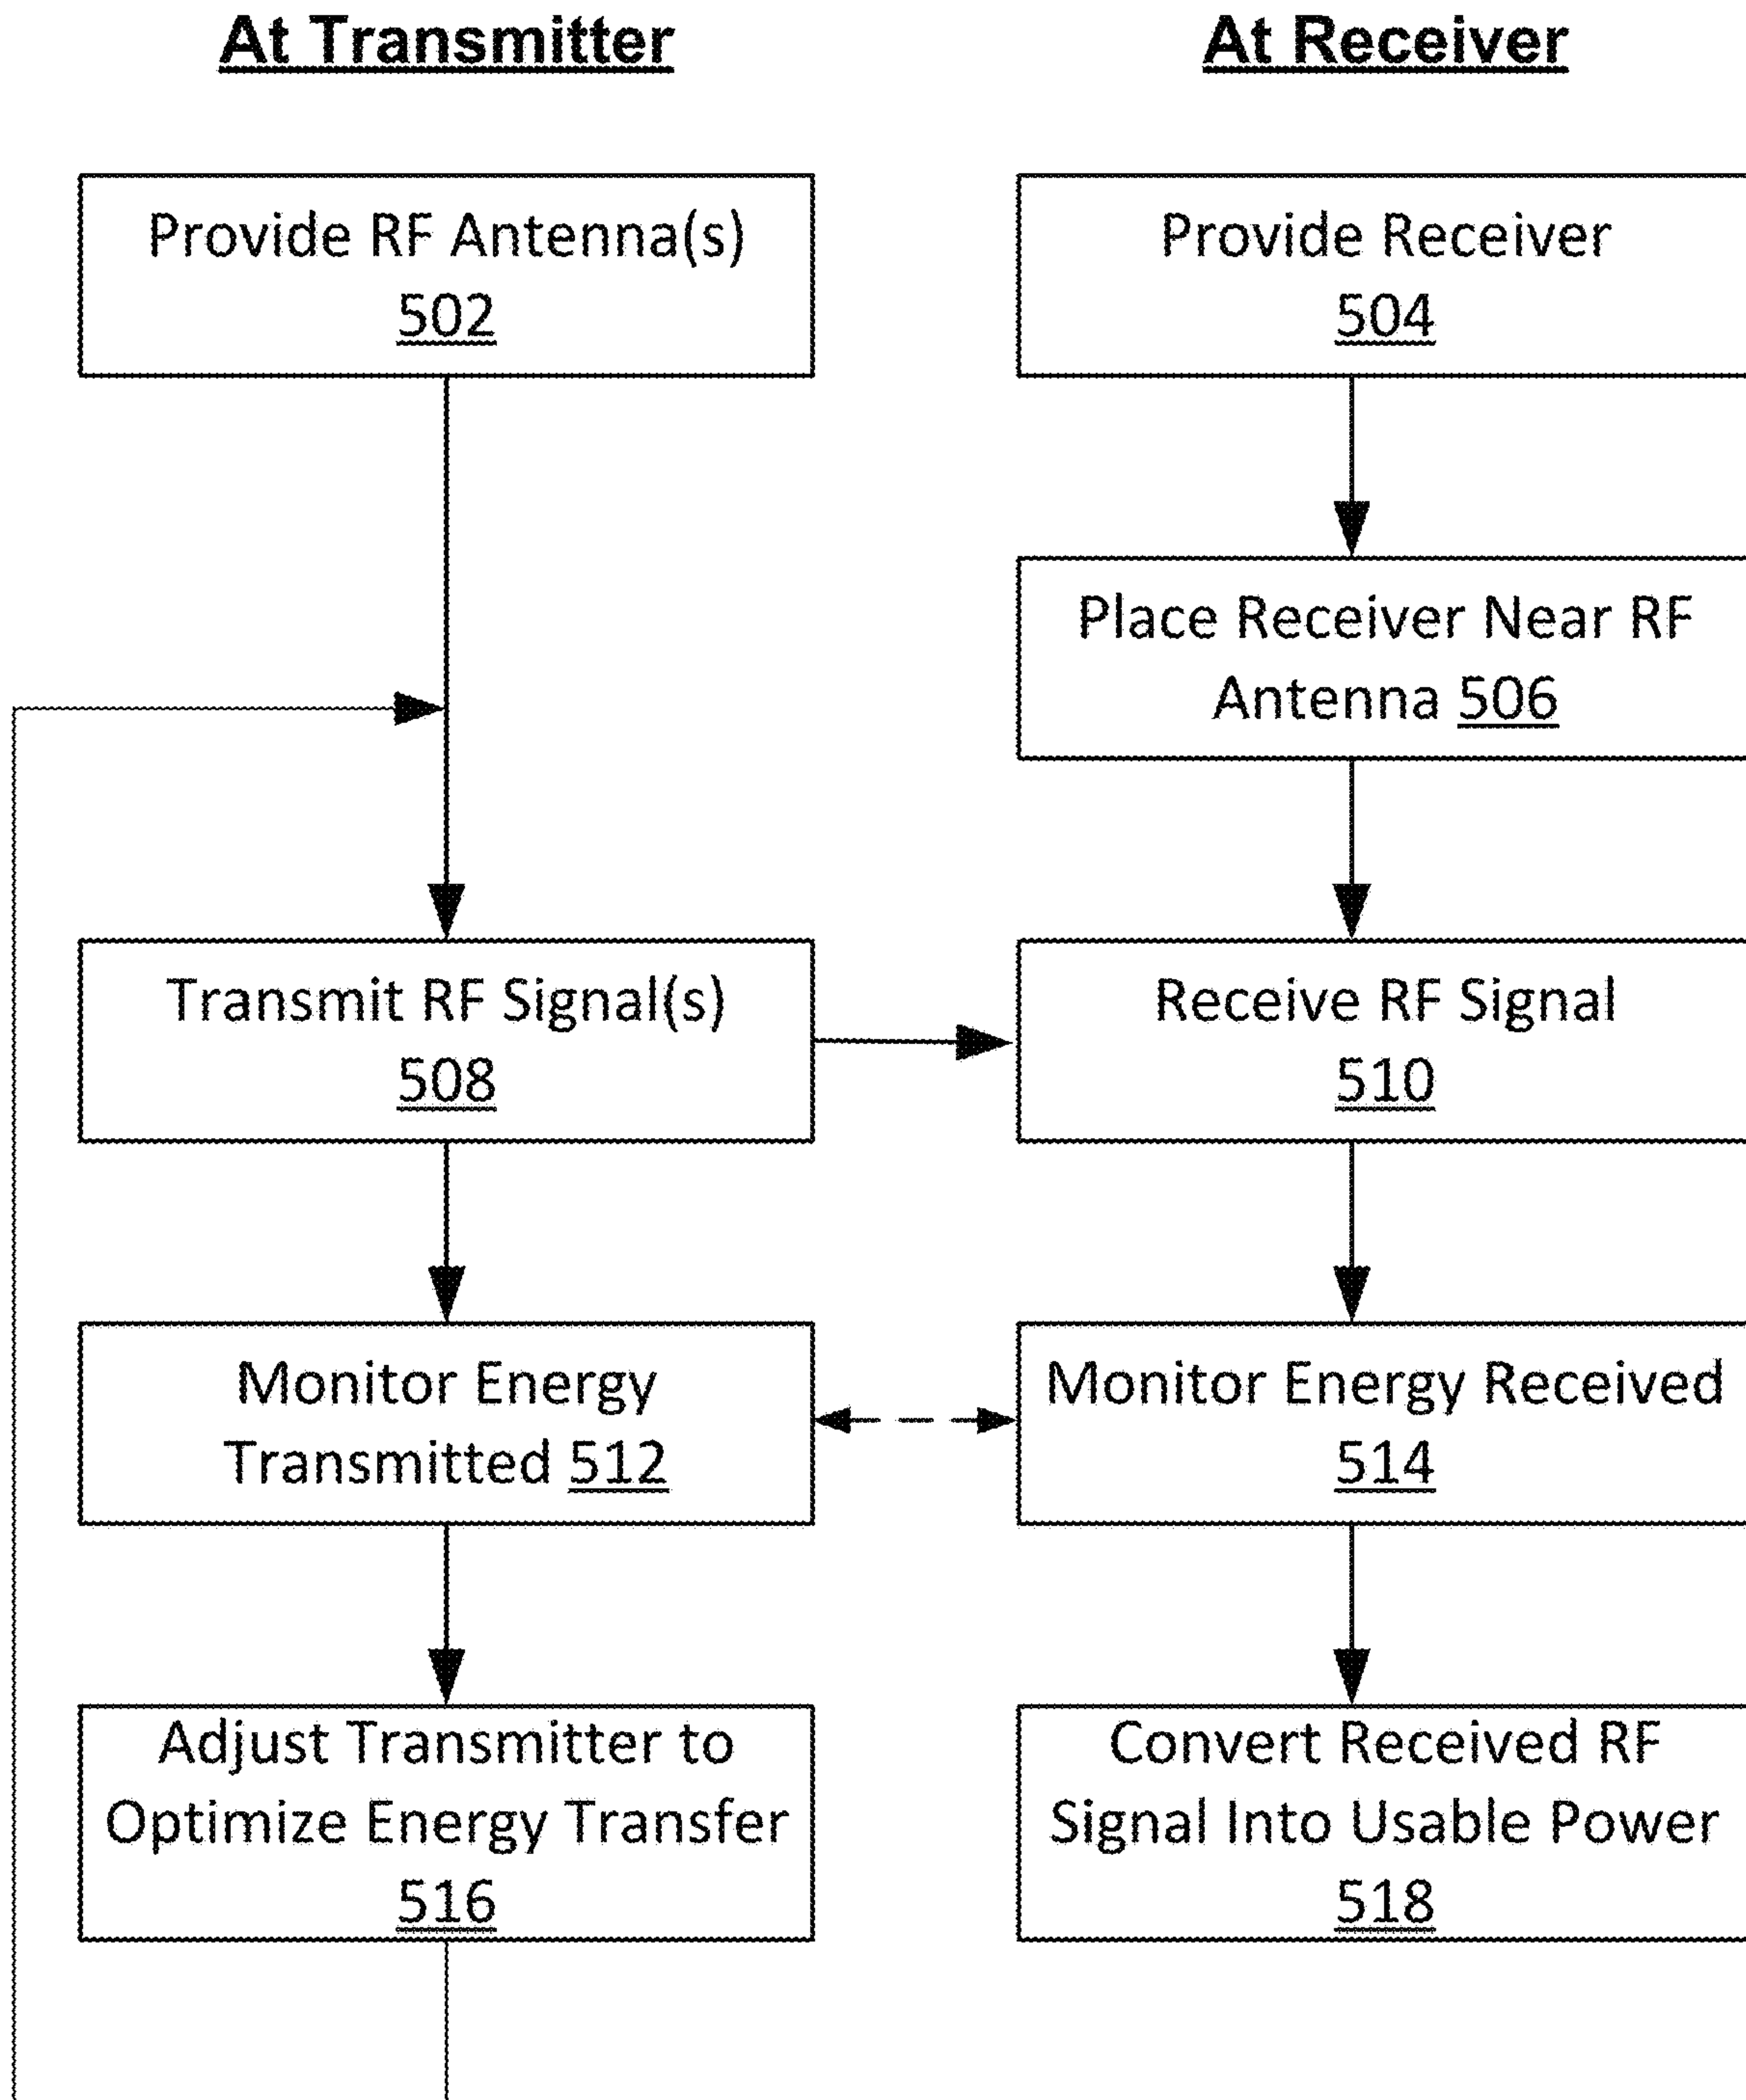 At Transmitter
At Receiver
Provide RF Antenna(s)
502
Provide Receiver
504
Place Receiver Near RF
Antenna 506
Transmit RF Signal(s)
508
Receive RF Signal
510
Monitor Energy
Transmitted 512
Monitor Energy Received
514
Adjust Transmitter to
Optimize Energy Transfer
516
Convert Received RF
Signal Into Usable Power
518